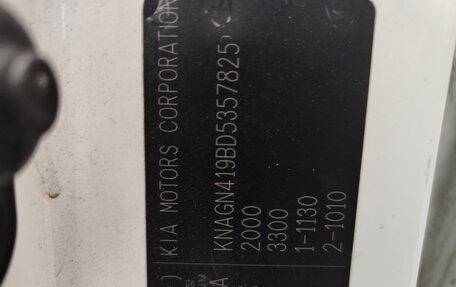 KIA MOTORS CORPORATION
KNAGN419BD5357825
2000
3300
1-1130
2-1010